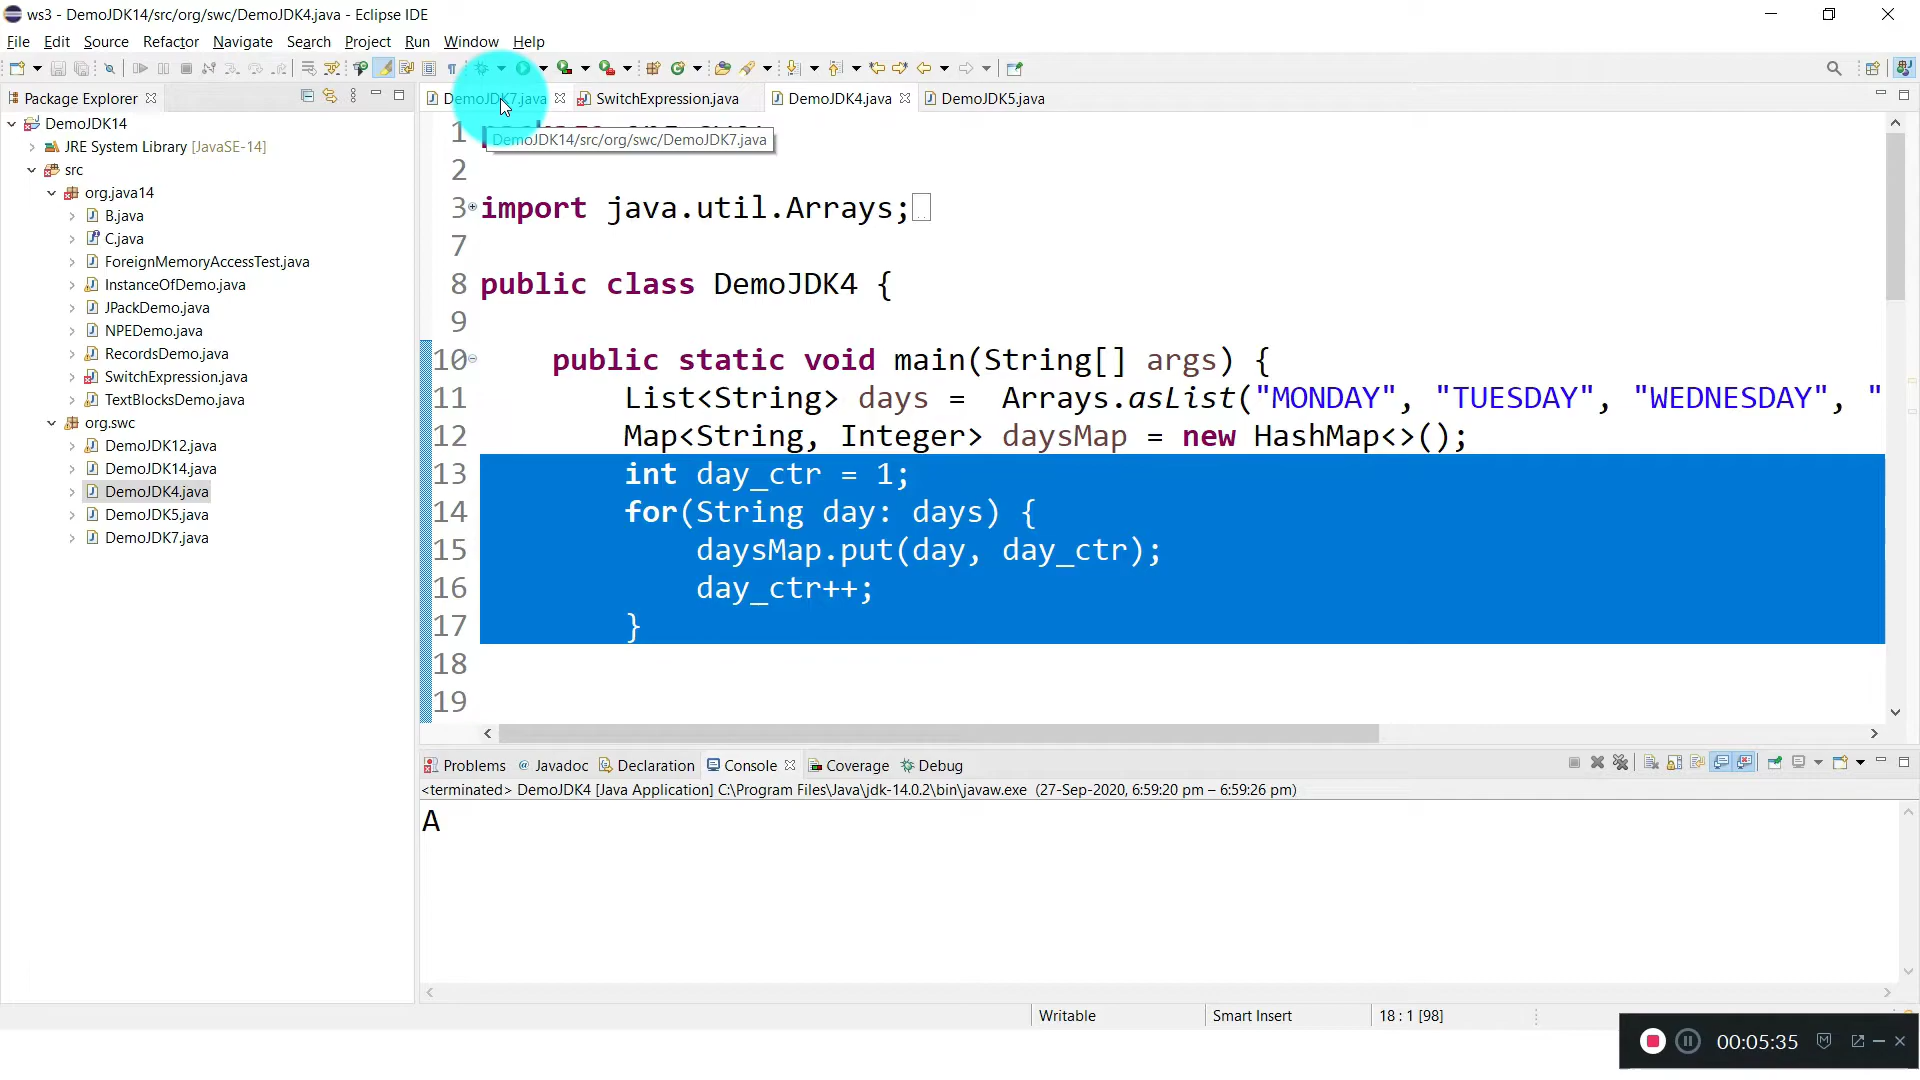 ws3 - DemoJDK14/src/org/swc/DemoJDK4.java - Eclipse IDE
File Edit Source Refactor Navigate Search Project Run Window Help
Package Explorer
DemoJDK7.java SwitchExpression.java DemoJDK4.java DemoJDK5.java
DemoJDK14/src/org/swc/DemoJDK7.java
DemoJDK14
JRE System Library [JavaSE-14]
src
org.java14
B.java
C.java
ForeignMemoryAccessTest.java
InstanceOfDemo.java
JPackDemo.java
NPEDemo.java
RecordsDemo.java
SwitchExpression.java
TextBlocksDemo.java
org.swc
DemoJDK12.java
DemoJDK14.java
DemoJDK4.java
DemoJDK5.java
DemoJDK7.java
1
2
3 import java.util.Arrays;
7
8 public class DemoJDK4 {
9
10 public static void main(String[] args) {
11 List<String> days = Arrays.asList("MONDAY", "TUESDAY", "WEDNESDAY", "
12 Map<String, Integer> daysMap = new HashMap<>();
13 int day_ctr = 1;
14 for(String day: days) {
15 daysMap.put(day, day_ctr);
16 day_ctr++;
17 }
18
19
Problems Declaration Javadoc Console Coverage Debug
<terminated> DemoJDK4 [Java Application] C:\Program Files\Java\jdk-14.0.2\bin\javaw.exe (27-Sep-2020, 6:59:20 pm – 6:59:26 pm)
A
Writable Smart Insert 18 : 1 [98]
00:05:35